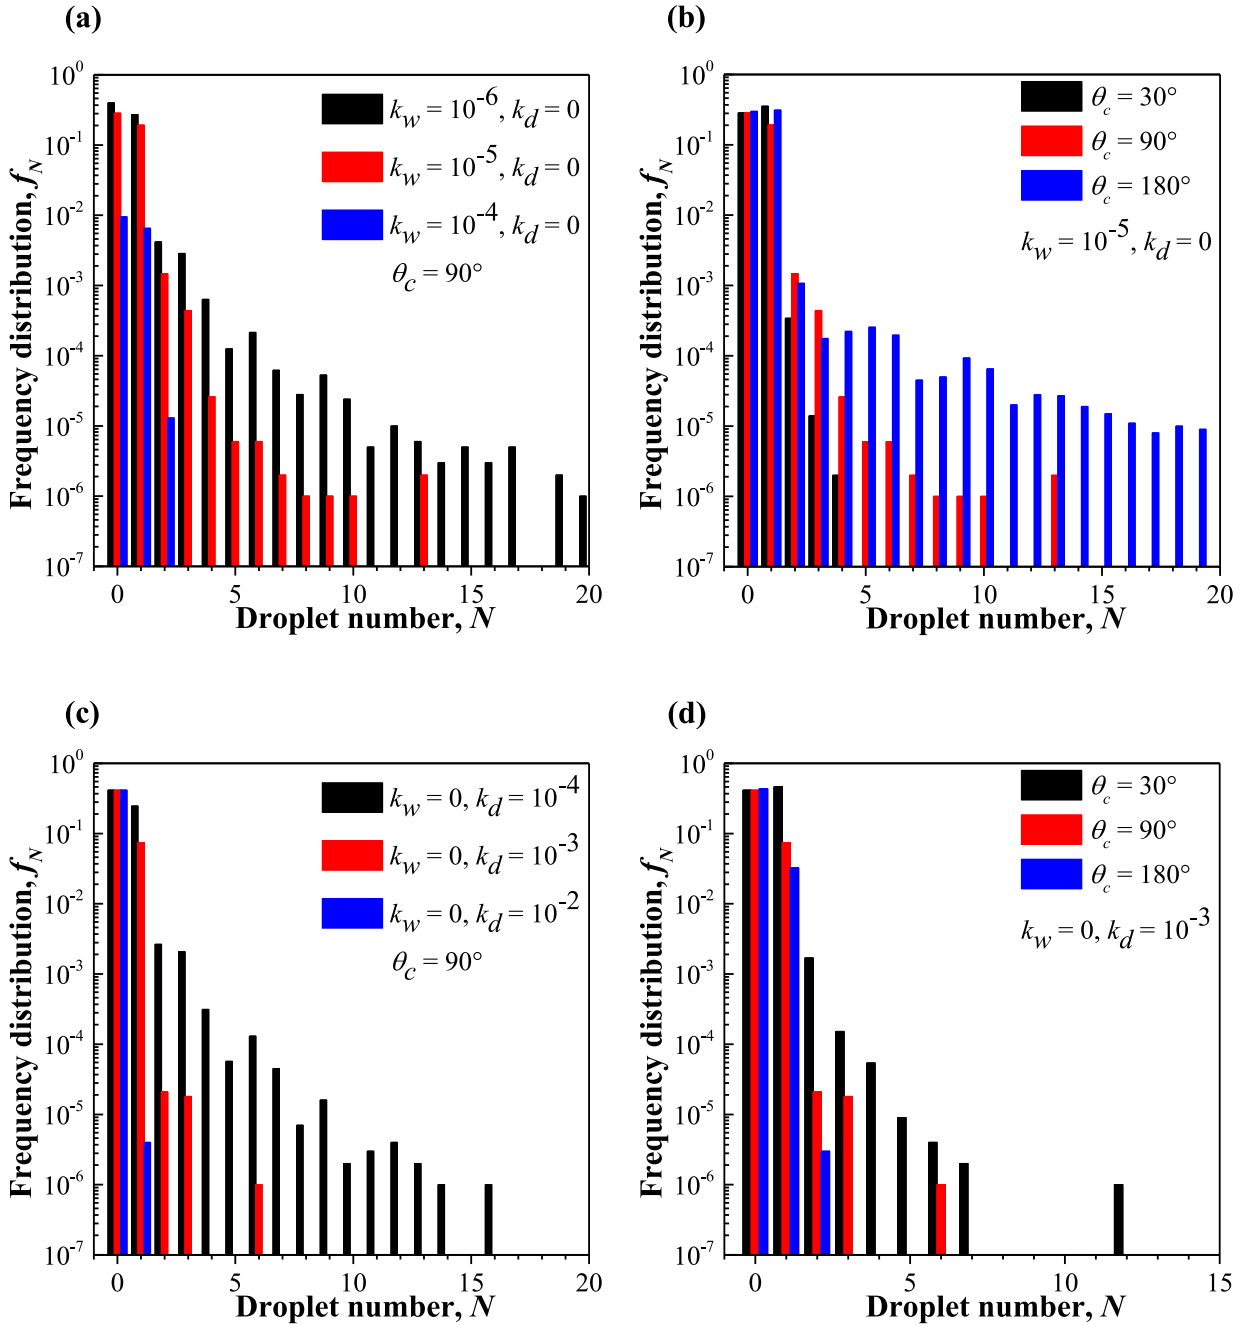 (a)
10^0
10^-1
10^-2
10^-3
10^-4
10^-5
10^-6
10^-7
Frequency distribution, f_N
k_w = 10^-6, k_d = 0
k_w = 10^-5, k_d = 0
k_w = 10^-4, k_d = 0
θ_c = 90°
0 5 10 15 20
Droplet number, N
(b)
10^0
10^-1
10^-2
10^-3
10^-4
10^-5
10^-6
10^-7
Frequency distribution, f_N
θ_c = 30°
θ_c = 90°
θ_c = 180°
k_w = 10^-5, k_d = 0
0 5 10 15 20
Droplet number, N
(c)
10^0
10^-1
10^-2
10^-3
10^-4
10^-5
10^-6
10^-7
Frequency distribution, f_N
k_w = 0, k_d = 10^-4
k_w = 0, k_d = 10^-3
k_w = 0, k_d = 10^-2
θ_c = 90°
0 5 10 15 20
Droplet number, N
(d)
10^0
10^-1
10^-2
10^-3
10^-4
10^-5
10^-6
10^-7
Frequency distribution, f_N
θ_c = 30°
θ_c = 90°
θ_c = 180°
k_w = 0, k_d = 10^-3
0 5 10 15
Droplet number, N